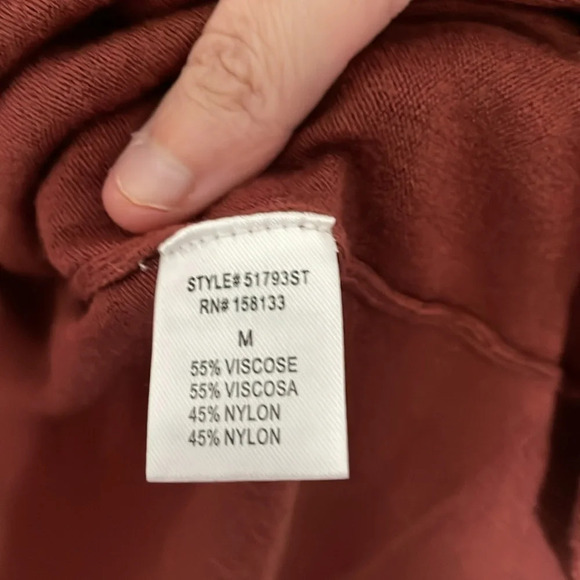 STYLE# 51793ST
RN# 158133
M
55% VISCOSE
55% VISCOSA
45% NYLON
45% NYLON